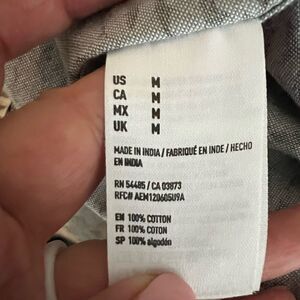 US M
CA M
MX M
UK M
MADE IN INDIA / FABRIQUÉ EN INDE / HECHO
EN INDIA
RN 54485 / CA 03873
RFC# AEM120605U9A
EN 100% COTTON
FR 100% COTON
SP 100% algodón